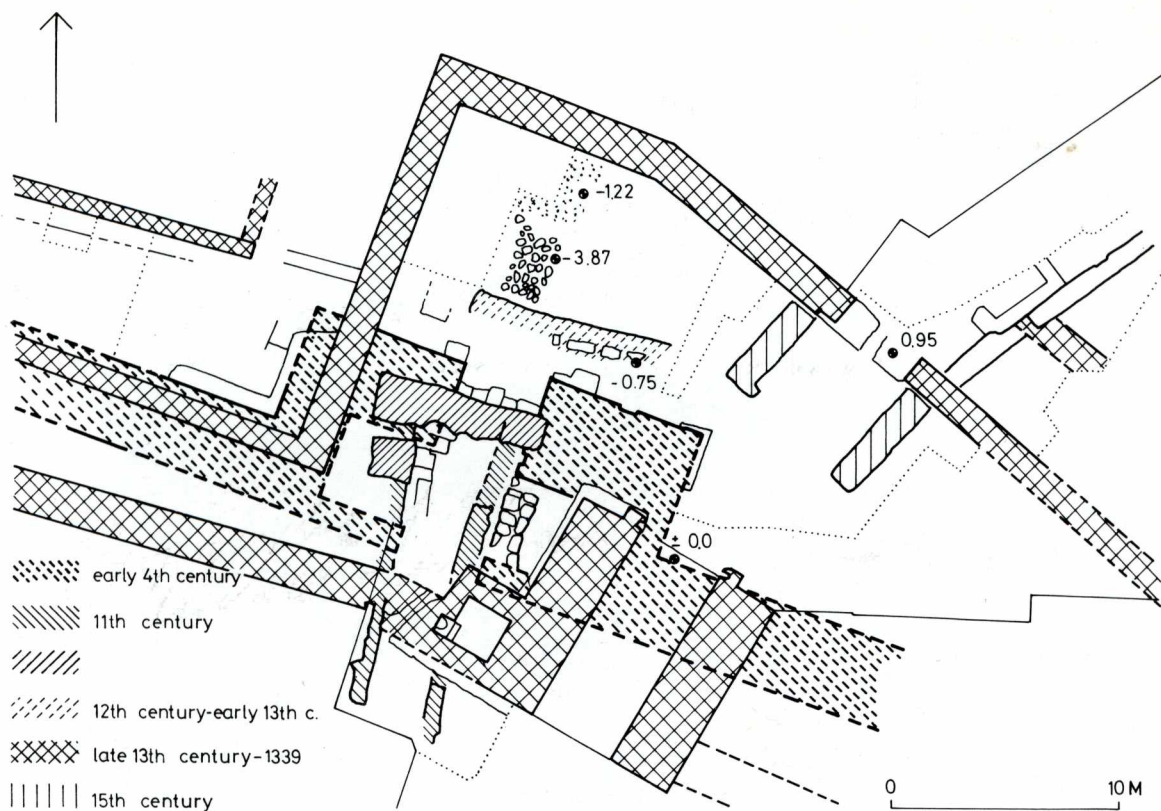 -1.22
-3.87
0.95
-0.75
± 0.0
early 4th century
11th century
12th century-early 13th c.
late 13th century-1339
15th century
0 10 M